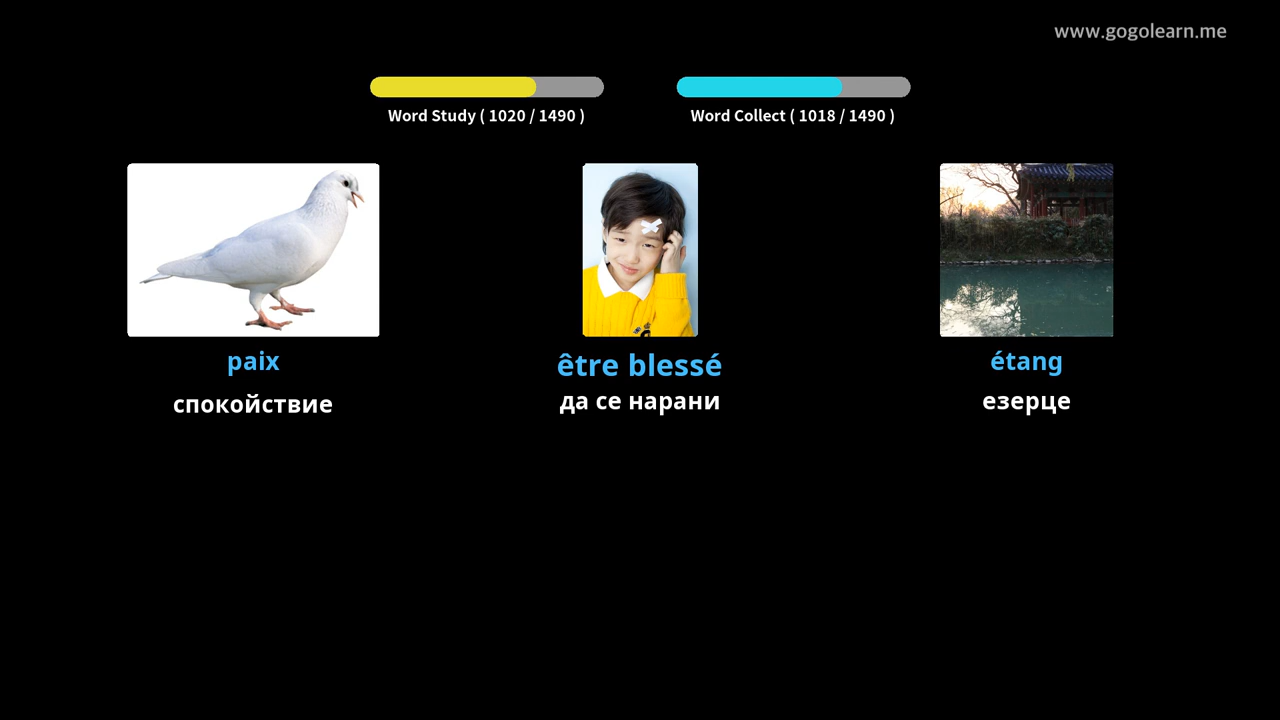 www.gogolearn.me
Word Study ( 1020 / 1490 )
Word Collect ( 1018 / 1490 )
paix
être blessé
étang
спокойствие
да се нарани
езерце